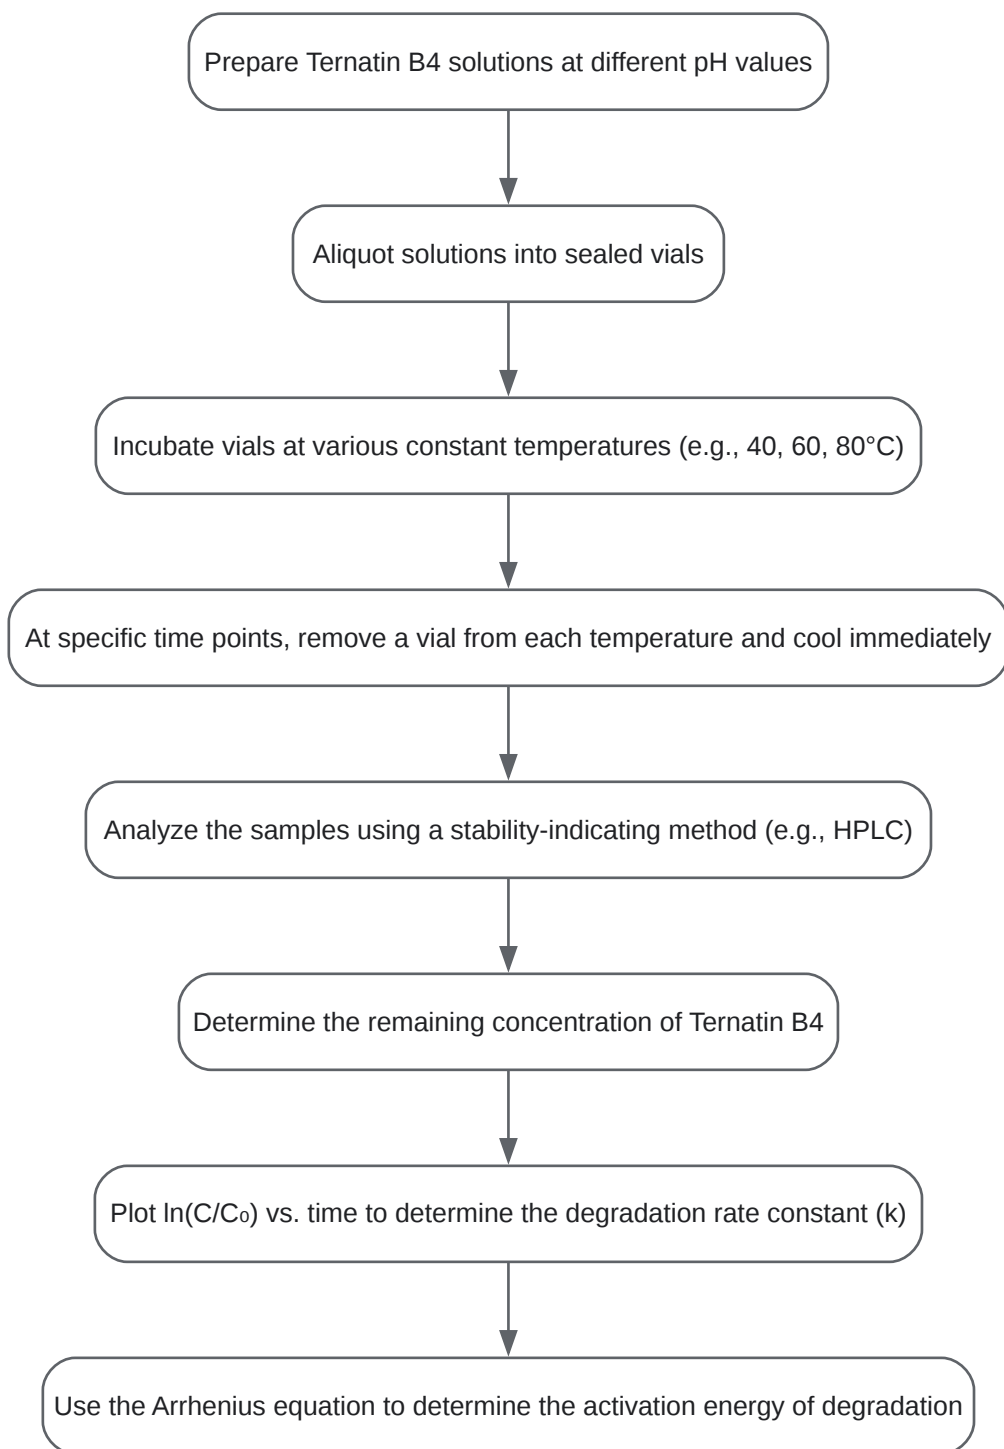 Prepare Ternatin B4 solutions at different pH values
Aliquot solutions into sealed vials
Incubate vials at various constant temperatures (e.g., 40, 60, 80°C)
At specific time points, remove a vial from each temperature and cool immediately
Analyze the samples using a stability-indicating method (e.g., HPLC)
Determine the remaining concentration of Ternatin B4
Plot ln(C/C₀) vs. time to determine the degradation rate constant (k)
Use the Arrhenius equation to determine the activation energy of degradation